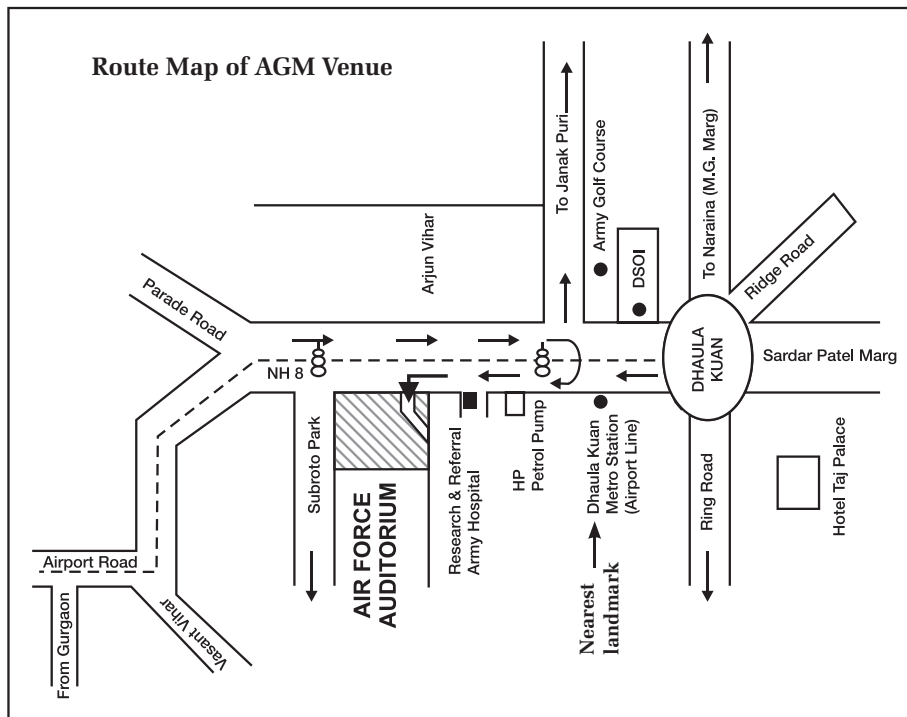 Route Map of AGM Venue
To Janak Puri
Army Golf Course
DSOI
To Naraina (M.G. Marg)
Ridge Road
Arjun Vihar
Parade Road
NH 8
DHAULA
KUAN
Sardar Patel Marg
Subroto Park
AIR FORCE
AUDITORIUM
Research & Referral
Army Hospital
HP
Petrol Pump
Dhaula Kuan
Metro Station
(Airport Line)
Nearest
landmark
Ring Road
Hotel Taj Palace
Airport Road
From Gurgaon
Vasant Vihar